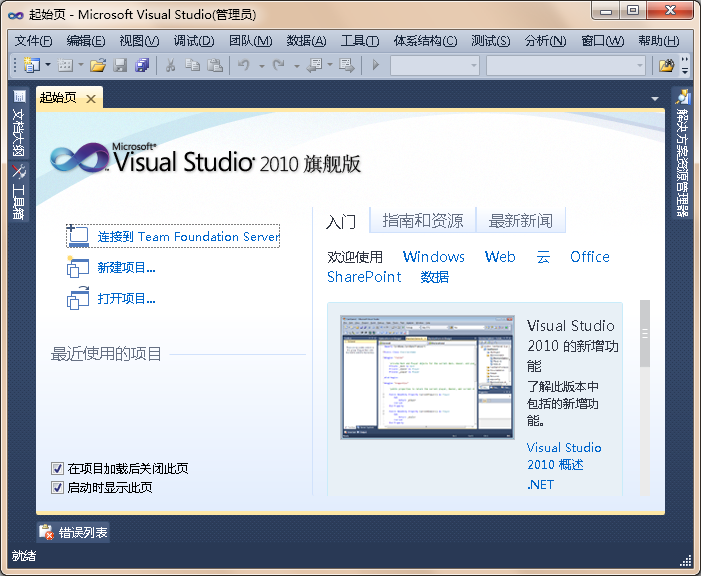 起始页 - Microsoft Visual Studio(管理员)
文件(F) 编辑(E) 视图(V) 调试(D) 团队(M) 数据(A) 工具(T) 体系结构(C) 测试(S) 分析(N) 窗口(W) 帮助(H)
文档大纲
工具箱
起始页
解决方案资源管理器
Microsoft®
Visual Studio 2010 旗舰版
连接到 Team Foundation Server
新建项目...
打开项目...
最近使用的项目
在项目加载后关闭此页
启动时显示此页
入门 指南和资源 最新新闻
欢迎使用 Windows Web 云 Office
SharePoint 数据
Visual Studio
2010 的新增功
能
了解此版本中
包括的新增功
能。
Visual Studio
2010 概述
.NET
错误列表
就绪